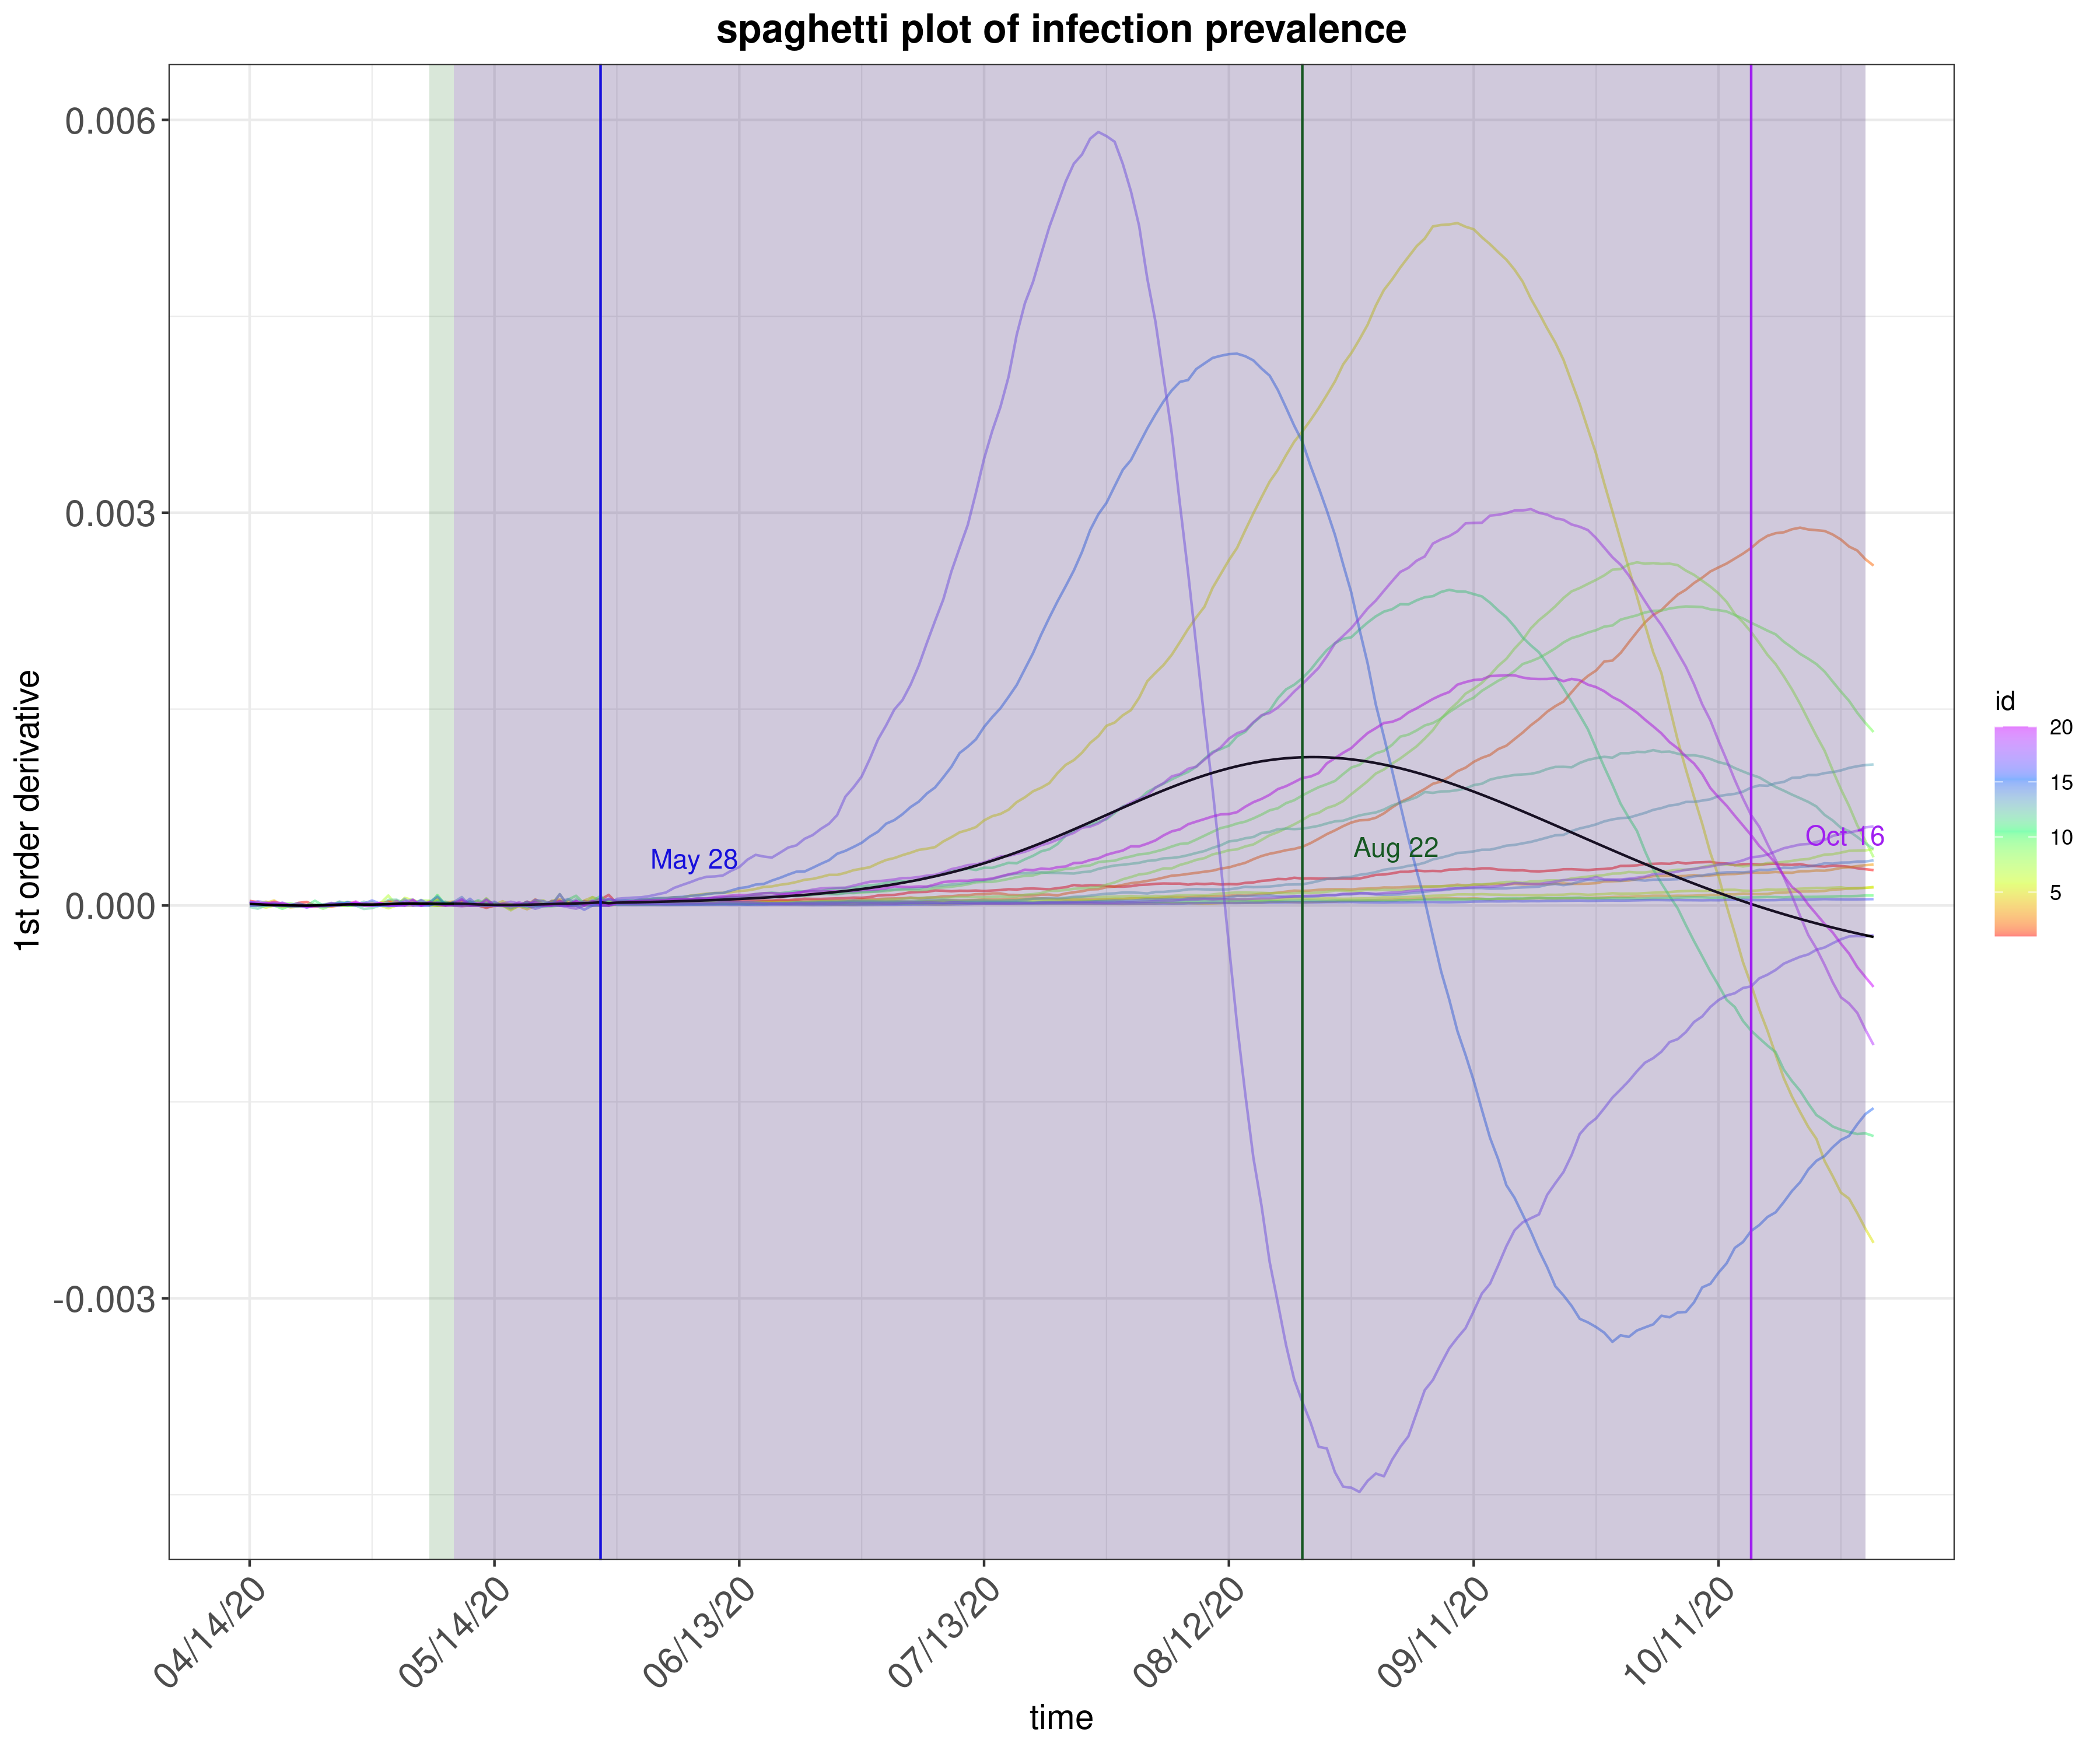 spaghetti plot of infection prevalence
0.006
0.003
0.000
-0.003
1st order derivative
May 28
Aug 22
Oct 16
id
20
15
10
5
04/14/20
05/14/20
06/13/20
07/13/20
08/12/20
09/11/20
10/11/20
time